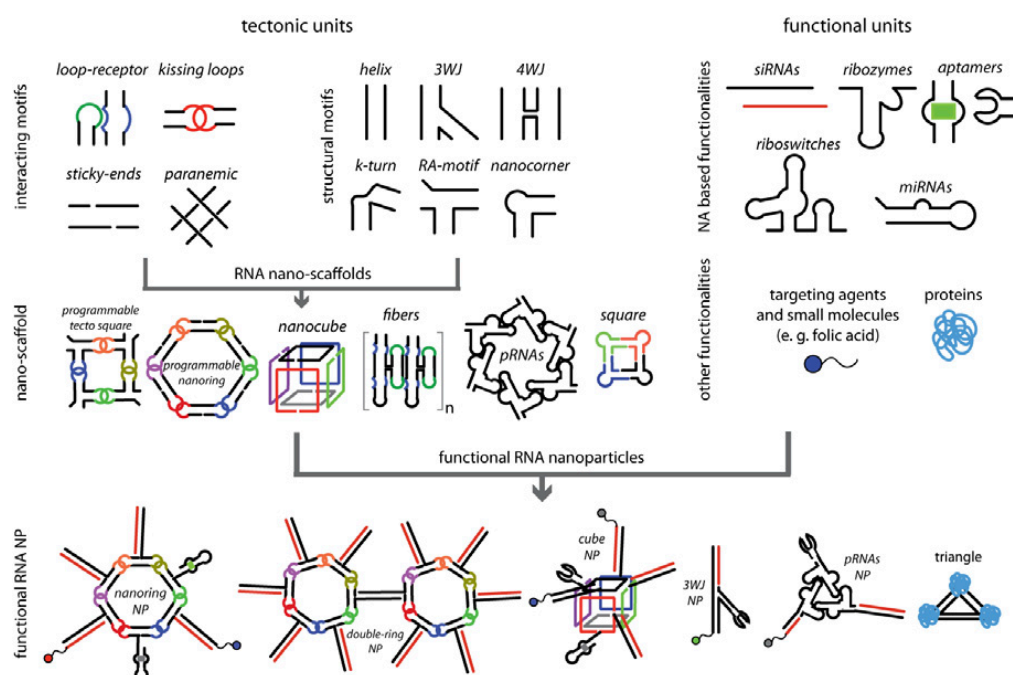 tectonic units
functional units
interacting motifs
loop-receptor
kissing loops
sticky-ends
paranemic
structural motifs
helix
3WJ
4WJ
k-turn
RA-motif
nanocorner
NA based functionalities
siRNAs
ribozymes
aptamers
riboswitches
miRNAs
RNA nano-scaffolds
nano-scaffold
programmable
tecto square
programmable
nanoring
nanocube
fibers
n
pRNAs
square
other functionalities
targeting agents
and small molecules
(e. g. folic acid)
proteins
functional RNA nanoparticles
functional RNA NP
nanoring
NP
double-ring
NP
cube
NP
3WJ
NP
pRNAs
NP
triangle